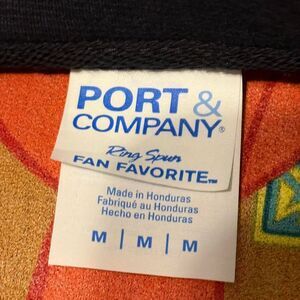 PORT &
COMPANY®
Ring Spun
FAN FAVORITE™
Made in Honduras
Fabriqué au Honduras
Hecho en Honduras
M | M | M